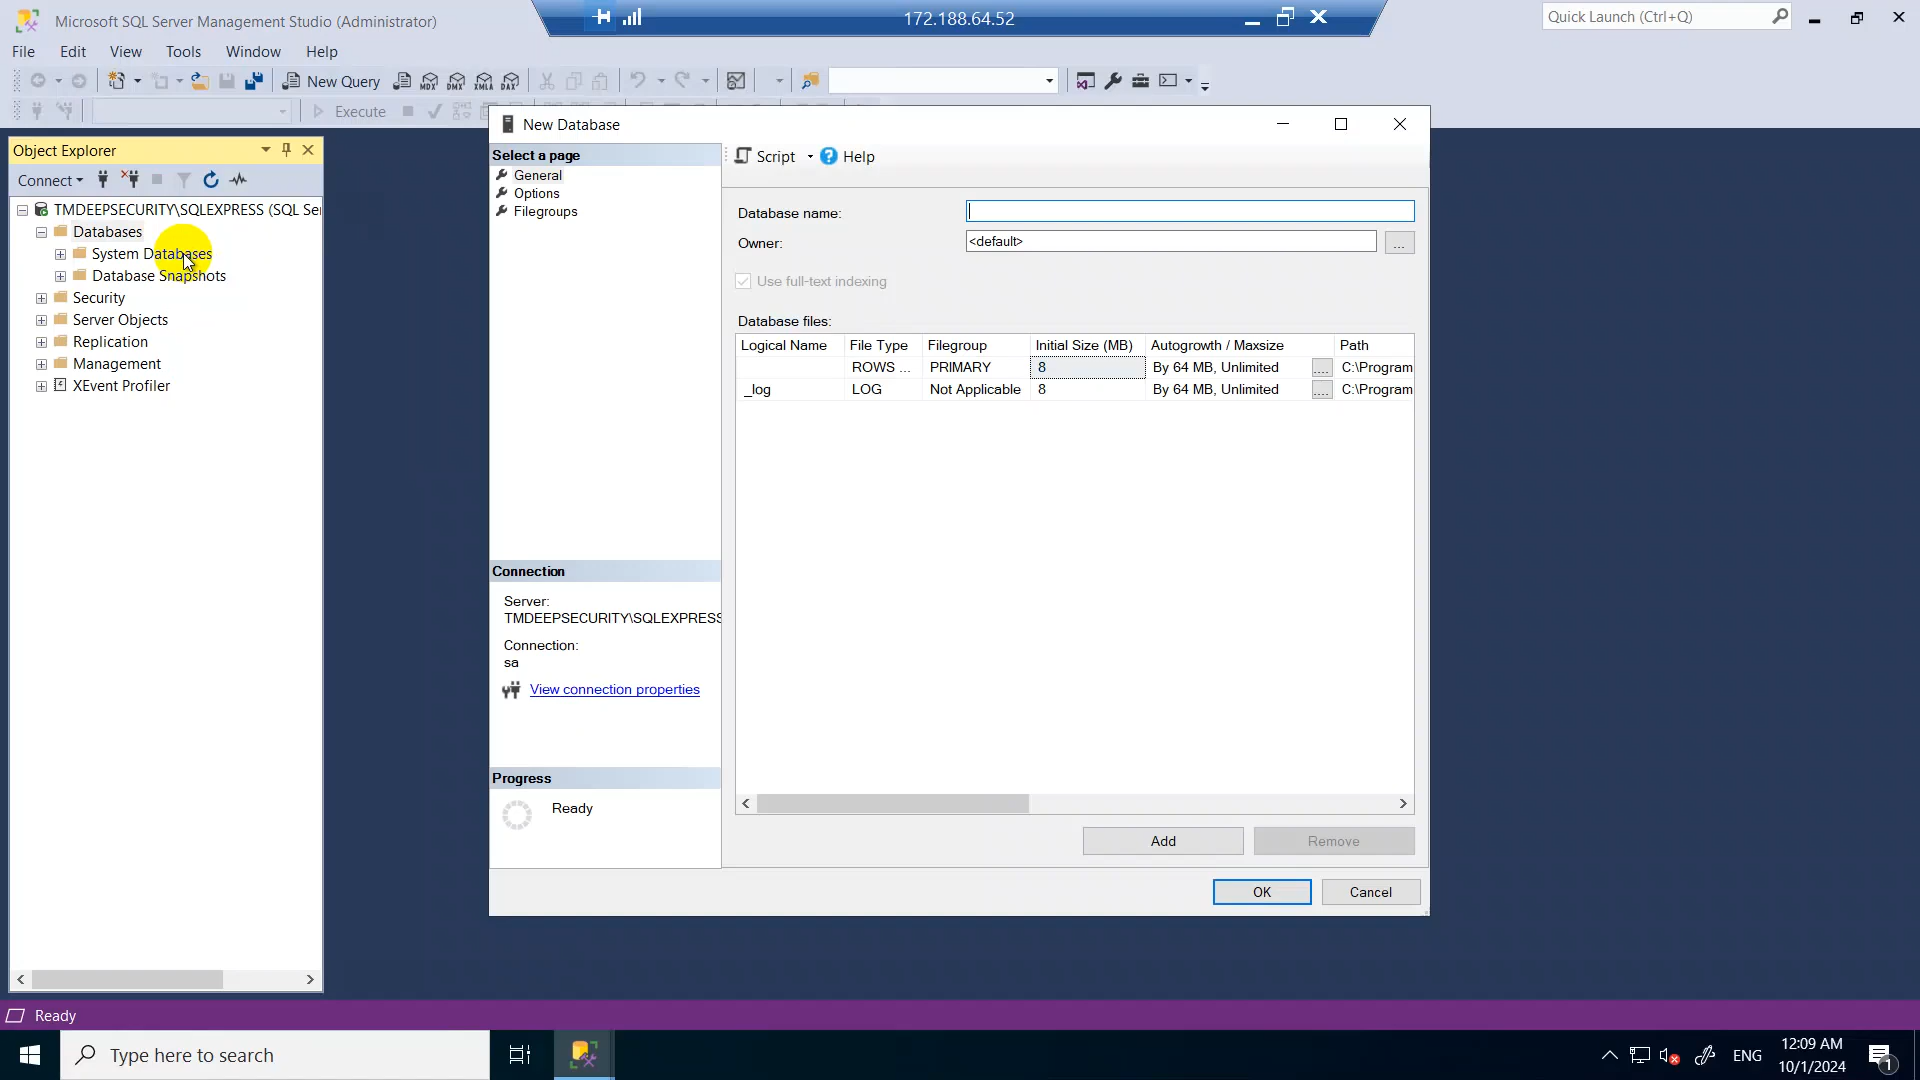 Microsoft SQL Server Management Studio (Administrator)
172.188.64.52
Quick Launch (Ctrl+Q)
File Edit View Tools Window Help
New Query MDX DMX XMLA DAX
Execute
Object Explorer
Connect
TMDEEPSECURITY\SQLEXPRESS (SQL Se
Databases
System Databases
Database Snapshots
Security
Server Objects
Replication
Management
XEvent Profiler
New Database
Select a page
General
Options
Filegroups
Script Help
Database name:
Owner: <default> ...
Use full-text indexing
Database files:
Logical Name File Type Filegroup Initial Size (MB) Autogrowth / Maxsize Path
ROWS ... PRIMARY 8 By 64 MB, Unlimited .... C:\Program
_log LOG Not Applicable 8 By 64 MB, Unlimited .... C:\Program
Connection
Server:
TMDEEPSECURITY\SQLEXPRESS
Connection:
sa
View connection properties
Progress
Ready
Add Remove
OK Cancel
Ready
Type here to search
ENG
12:09 AM
10/1/2024
1